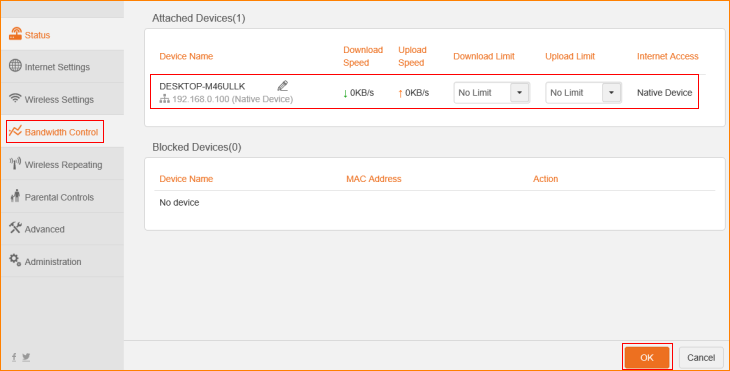 Status
Internet Settings
Wireless Settings
Bandwidth Control
Wireless Repeating
Parental Controls
Advanced
Administration
Attached Devices(1)
Device Name Download Speed Upload Speed Download Limit Upload Limit Internet Access
DESKTOP-M46ULLK
192.168.0.100 (Native Device)
↓ 0KB/s ↑ 0KB/s No Limit No Limit Native Device
Blocked Devices(0)
Device Name MAC Address Action
No device
OK Cancel